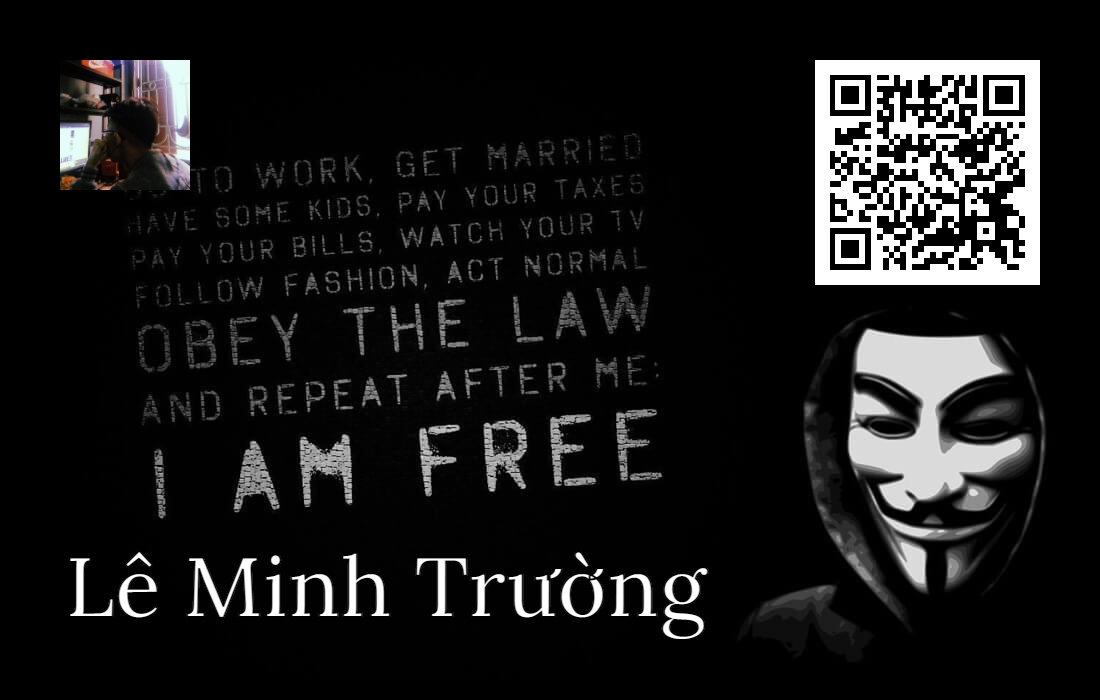 TO WORK, GET MARRIED
HAVE SOME KIDS, PAY YOUR TAXES
PAY YOUR BILLS, WATCH YOUR TV
FOLLOW FASHION, ACT NORMAL
OBEY THE LAW
AND REPEAT AFTER ME:
I AM FREE
Lê Minh Trường